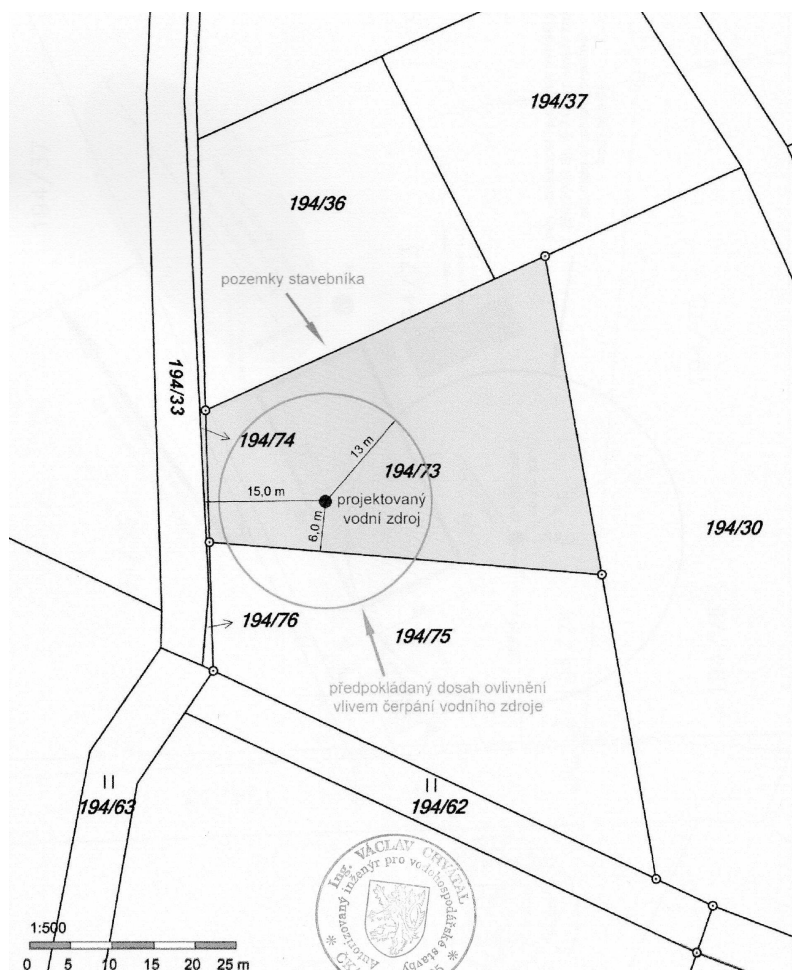 194/37
194/36
pozemky stavebníka
194/33
194/74
13 m
194/73
15,0 m
projektovaný
vodní zdroj
6,0 m
194/30
194/76
194/75
předpokládaný dosah ovlivnění
vlivem čerpání vodního zdroje
194/63
194/62
Ing. VÁCLAV CHVÁTAL
Autorizovaný inženýr pro vodohospodářské stavby
1:500
0 5 10 15 20 25 m